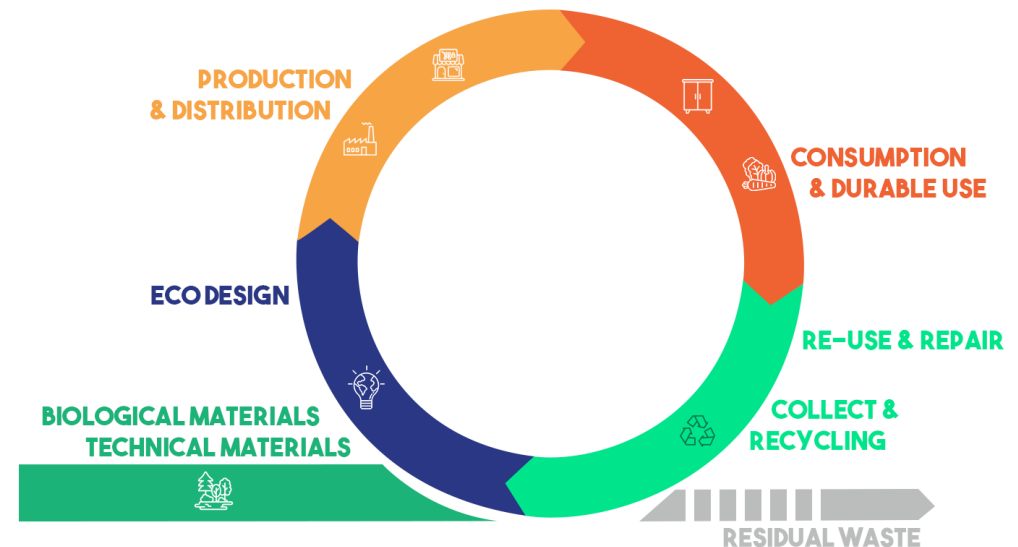 PRODUCTION
& DISTRIBUTION
CONSUMPTION
& DURABLE USE
ECO DESIGN
RE-USE & REPAIR
BIOLOGICAL MATERIALS
TECHNICAL MATERIALS
COLLECT &
RECYCLING
RESIDUAL WASTE